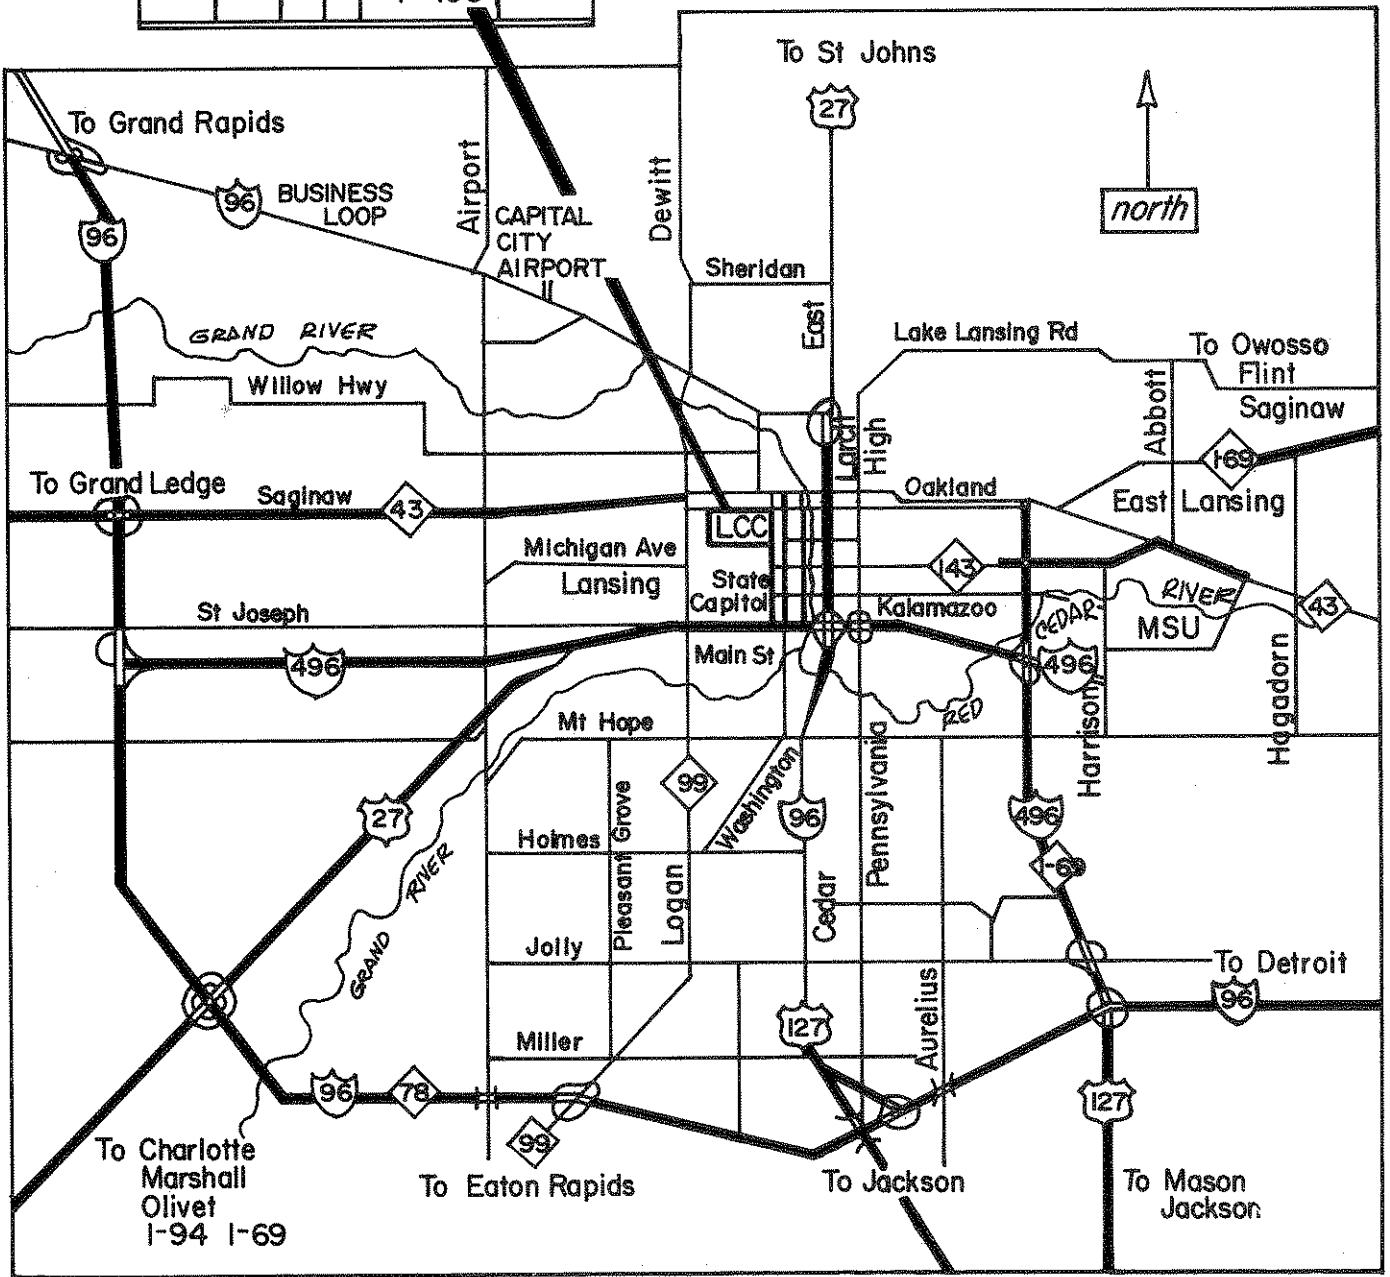 To St Johns
27
To Grand Rapids
96
BUSINESS
LOOP
96
Airport
CAPITAL
CITY
AIRPORT
Dewitt
north
Sheridan
East
GRAND RIVER
Willow Hwy
Lake Lansing Rd
To Owosso
Flint
Saginaw
Abbott
Larch
High
I-69
To Grand Ledge
Saginaw
43
Oakland
East Lansing
LCC
Michigan Ave
Lansing
State
Capitol
143
Kalamazoo
CEDAR
RIVER
43
MSU
St Joseph
496
Main St
496
RED
Mt Hope
Harrison
Hagadorn
99
Washington
96
Pennsylvania
496
27
Holmes
Pleasant Grove
Logan
Cedar
I-69
GRAND RIVER
Jolly
To Detroit
96
127
Miller
Aurelius
96
78
127
99
To Charlotte
Marshall
Olivet
I-94 I-69
To Eaton Rapids
To Jackson
To Mason
Jackson